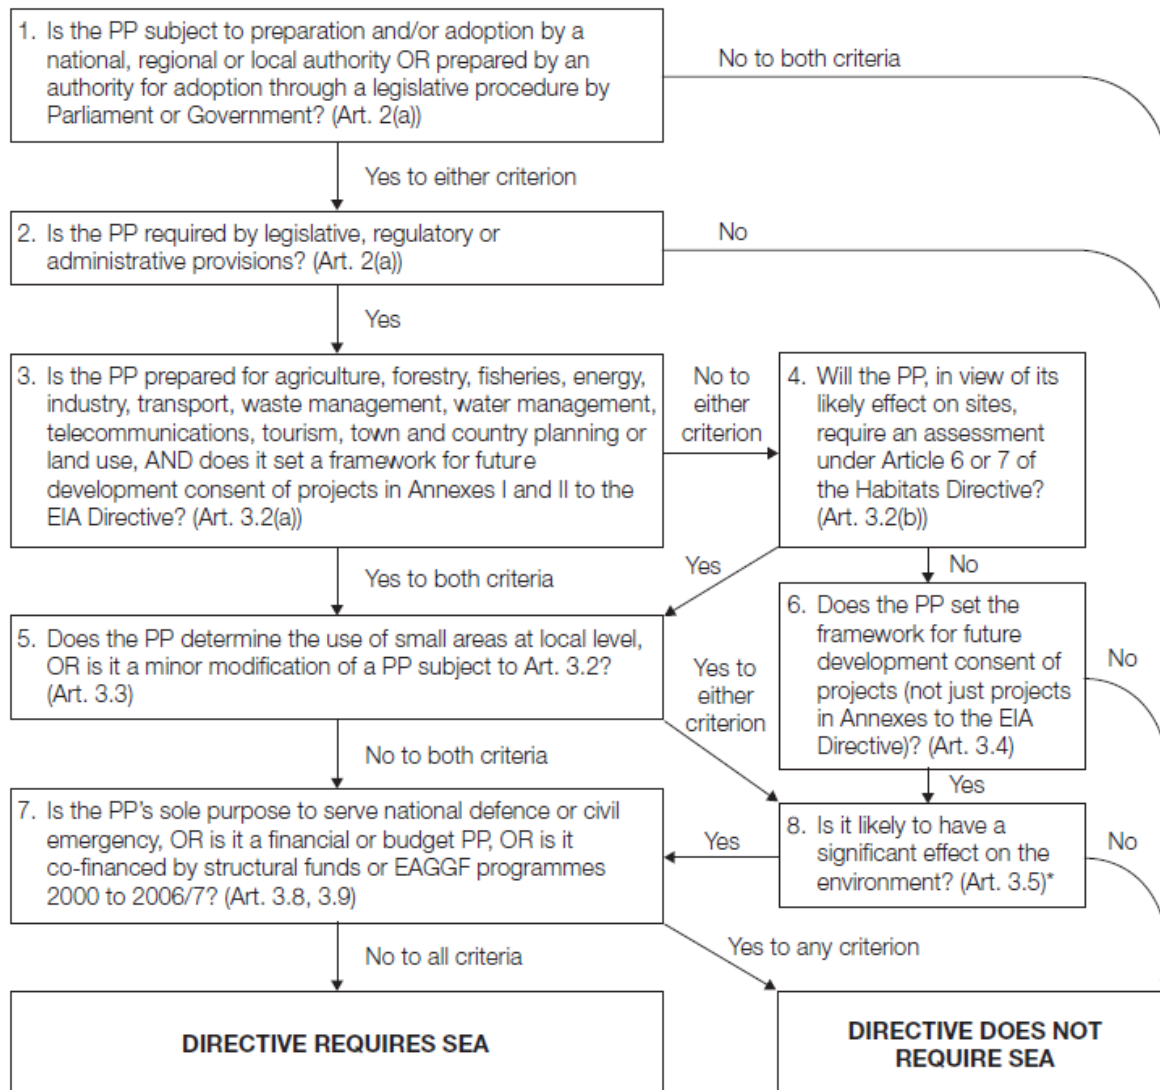 1. Is the PP subject to preparation and/or adoption by a
national, regional or local authority OR prepared by an
authority for adoption through a legislative procedure by
Parliament or Government? (Art. 2(a))
No to both criteria
Yes to either criterion
2. Is the PP required by legislative, regulatory or
administrative provisions? (Art. 2(a))
No
Yes
3. Is the PP prepared for agriculture, forestry, fisheries, energy,
industry, transport, waste management, water management,
telecommunications, tourism, town and country planning or
land use, AND does it set a framework for future
development consent of projects in Annexes I and II to the
EIA Directive? (Art. 3.2(a))
No to
either
criterion
4. Will the PP, in view of its
likely effect on sites,
require an assessment
under Article 6 or 7 of
the Habitats Directive?
(Art. 3.2(b))
Yes to both criteria
Yes
No
5. Does the PP determine the use of small areas at local level,
OR is it a minor modification of a PP subject to Art. 3.2?
(Art. 3.3)
Yes to
either
criterion
6. Does the PP set the
framework for future
development consent of
projects (not just projects
in Annexes to the EIA
Directive)? (Art. 3.4)
No
No to both criteria
Yes
7. Is the PP's sole purpose to serve national defence or civil
emergency, OR is it a financial or budget PP, OR is it
co-financed by structural funds or EAGGF programmes
2000 to 2006/7? (Art. 3.8, 3.9)
Yes
8. Is it likely to have a
significant effect on the
environment? (Art. 3.5)*
No
No to all criteria
Yes to any criterion
DIRECTIVE REQUIRES SEA
DIRECTIVE DOES NOT
REQUIRE SEA